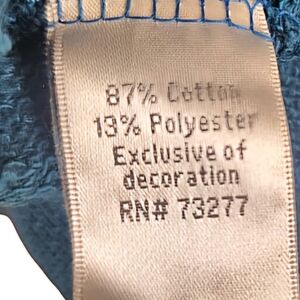 87% Cotton
13% Polyester
Exclusive of
decoration
RN# 73277